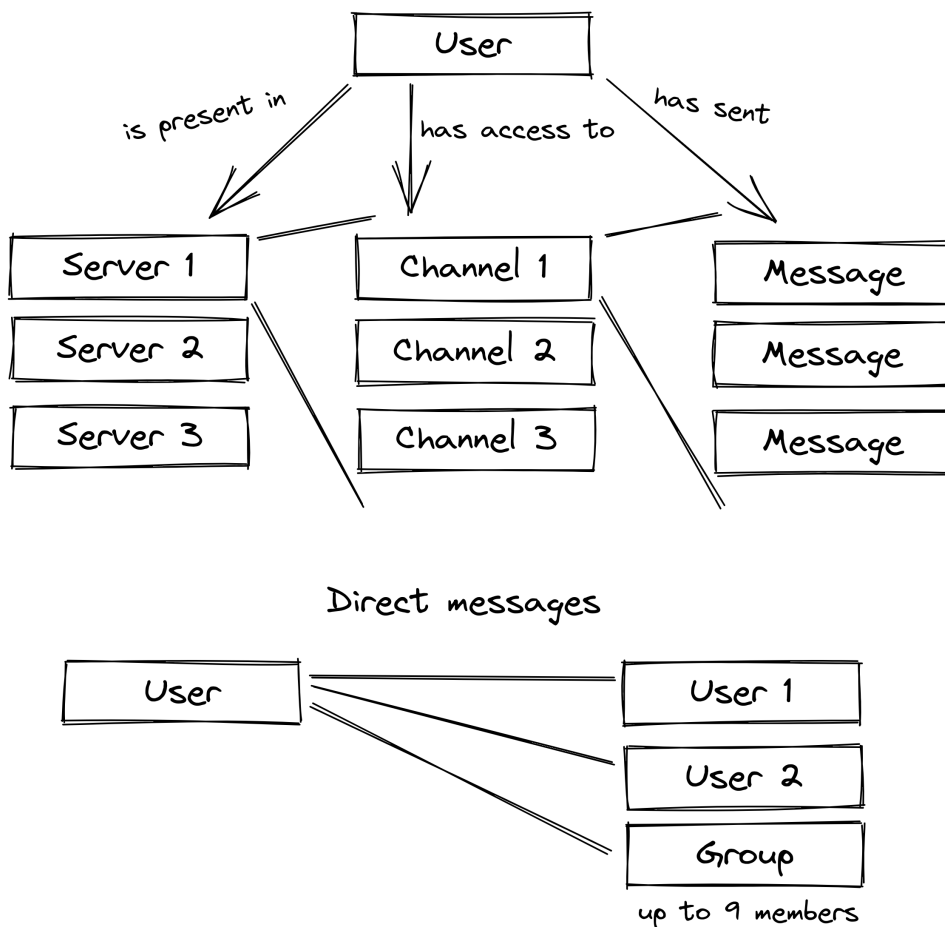 User
is present in
has access to
has sent
Server 1
Channel 1
Message
Server 2
Channel 2
Message
Server 3
Channel 3
Message
Direct messages
User
User 1
User 2
Group
up to 9 members